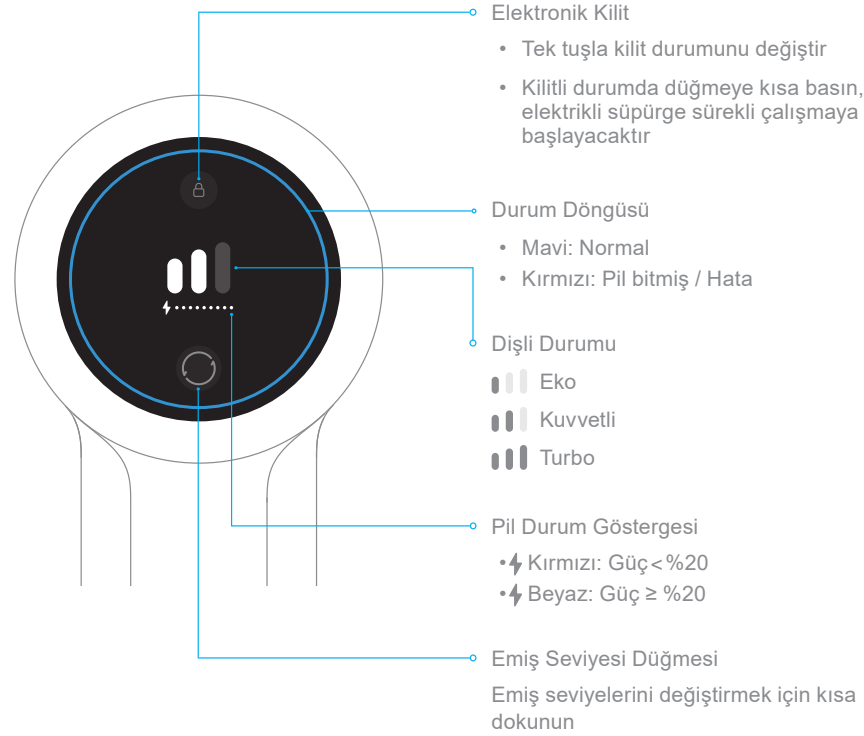 Elektronik Kilit
• Tek tuşla kilit durumunu değiştir
• Kilitli durumda düğmeye kısa basın,
elektrikli süpürge sürekli çalışmaya
başlayacaktır
Durum Döngüsü
• Mavi: Normal
• Kırmızı: Pil bitmiş / Hata
Dişli Durumu
Eko
Kuvvetli
Turbo
Pil Durum Göstergesi
• Kırmızı: Güç < %20
• Beyaz: Güç ≥ %20
Emiş Seviyesi Düğmesi
Emiş seviyelerini değiştirmek için kısa
dokunun